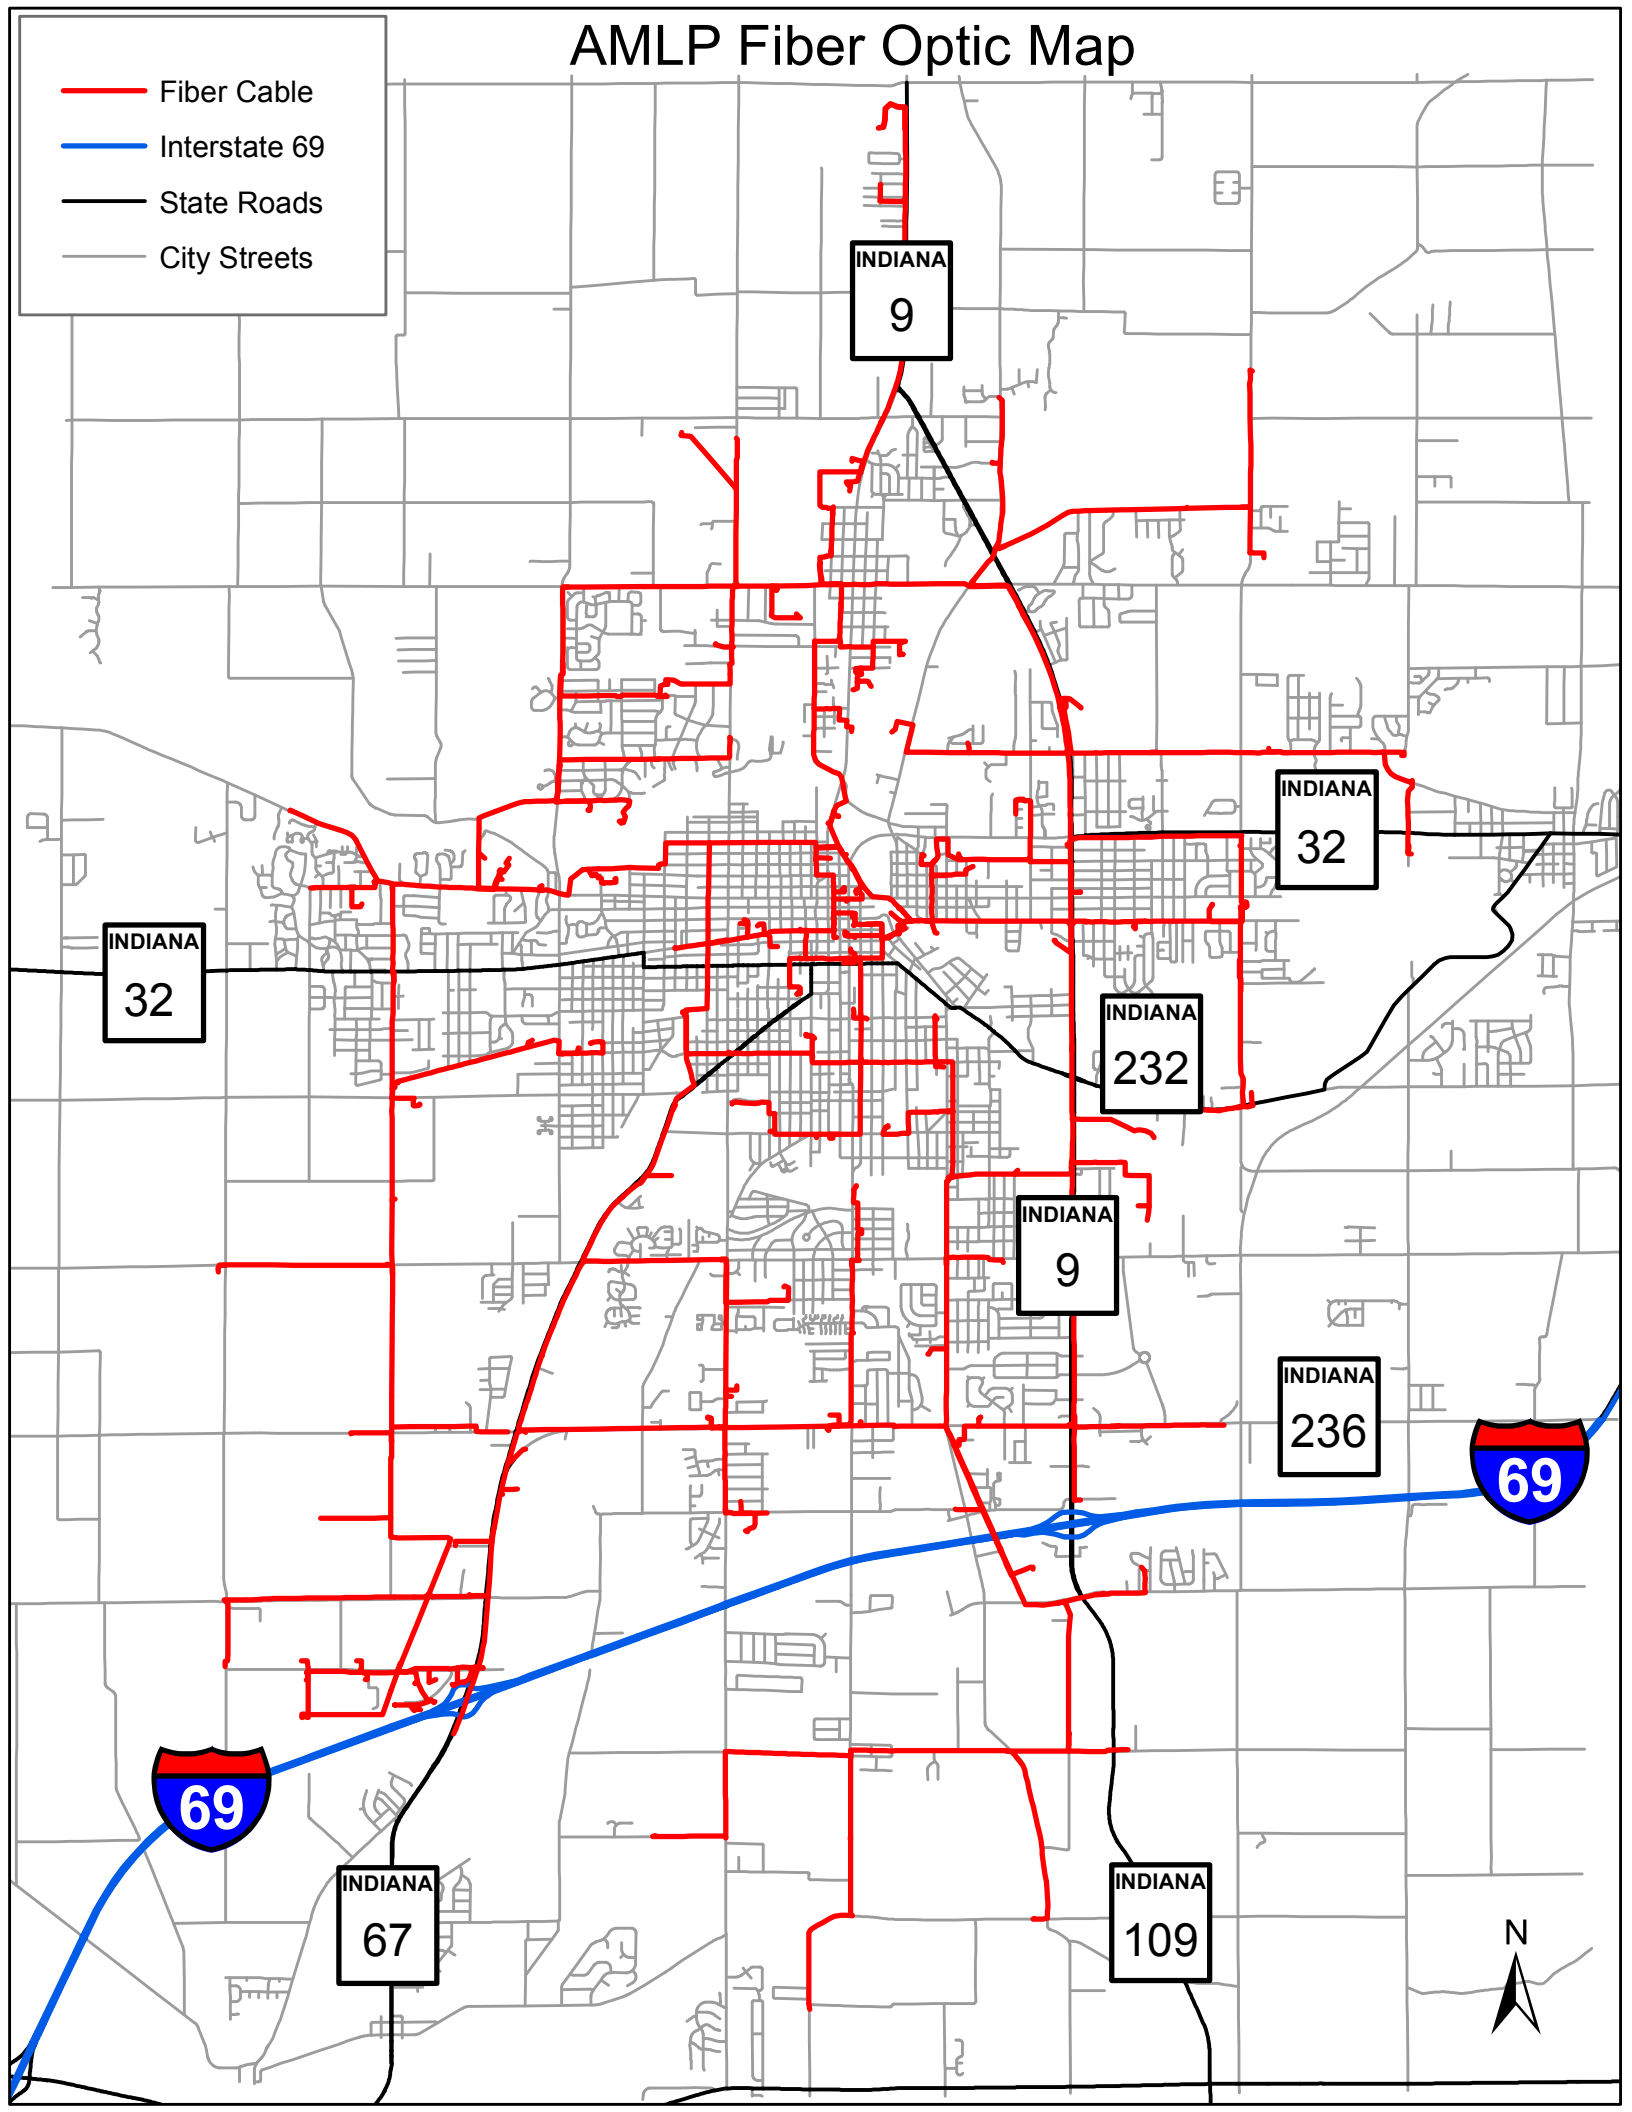 AMLP Fiber Optic Map
Fiber Cable
Interstate 69
State Roads
City Streets
INDIANA
9
INDIANA
32
INDIANA
32
INDIANA
232
INDIANA
9
INDIANA
236
69
69
INDIANA
67
INDIANA
109
N